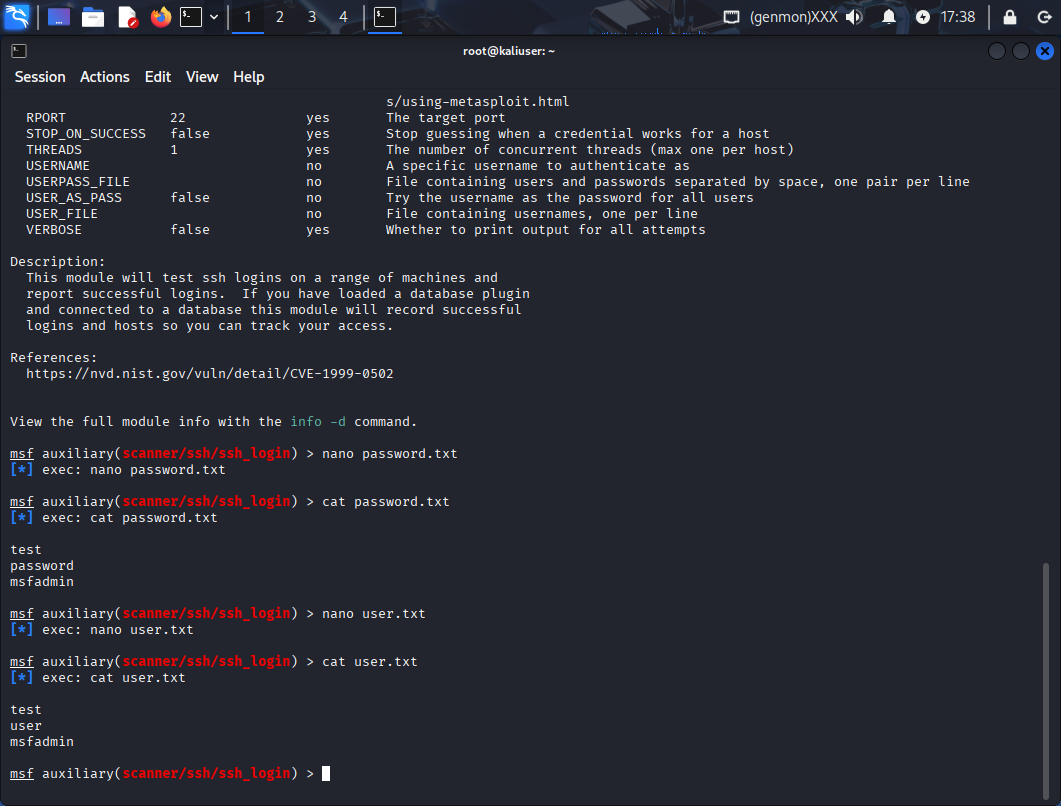 1 2 3 4 (genmon)XXX 17:38
root@kaliuser: ~
Session Actions Edit View Help
s/using-metasploit.html
RPORT 22 yes The target port
STOP_ON_SUCCESS false yes Stop guessing when a credential works for a host
THREADS 1 yes The number of concurrent threads (max one per host)
USERNAME no A specific username to authenticate as
USERPASS_FILE no File containing users and passwords separated by space, one pair per line
USER_AS_PASS false no Try the username as the password for all users
USER_FILE no File containing usernames, one per line
VERBOSE false yes Whether to print output for all attempts
Description:
This module will test ssh logins on a range of machines and
report successful logins. If you have loaded a database plugin
and connected to a database this module will record successful
logins and hosts so you can track your access.
References:
https://nvd.nist.gov/vuln/detail/CVE-1999-0502
View the full module info with the info -d command.
msf auxiliary(scanner/ssh/ssh_login) > nano password.txt
[*] exec: nano password.txt
msf auxiliary(scanner/ssh/ssh_login) > cat password.txt
[*] exec: cat password.txt
test
password
msfadmin
msf auxiliary(scanner/ssh/ssh_login) > nano user.txt
[*] exec: nano user.txt
msf auxiliary(scanner/ssh/ssh_login) > cat user.txt
[*] exec: cat user.txt
test
user
msfadmin
msf auxiliary(scanner/ssh/ssh_login) >